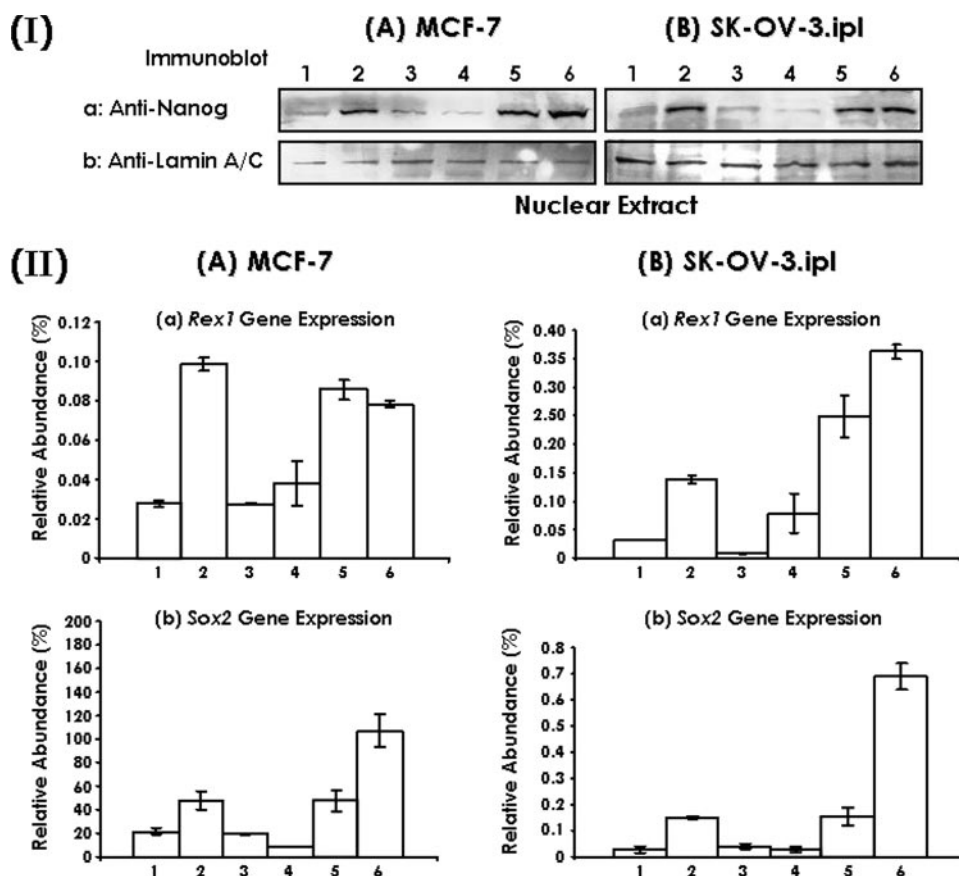 (I)
(A) MCF-7
(B) SK-OV-3.ipl
Immunoblot
1 2 3 4 5 6
1 2 3 4 5 6
a: Anti-Nanog
b: Anti-Lamin A/C
Nuclear Extract
(II)
(A) MCF-7
(B) SK-OV-3.ipl
(a) Rex1 Gene Expression
Relative Abundance (%)
0.12
0.10
0.08
0.06
0.04
0.02
0
1 2 3 4 5 6
(a) Rex1 Gene Expression
Relative Abundance (%)
0.40
0.35
0.30
2.50
0.20
0.15
0.10
0.05
0
1 2 3 4 5 6
(b) Sox2 Gene Expression
Relative Abundance (%)
200
180
160
140
120
100
80
60
40
20
0
1 2 3 4 5 6
(b) Sox2 Gene Expression
Relative Abundance (%)
0.8
0.7
0.6
0.5
0.4
0.3
0.2
0.1
0
1 2 3 4 5 6